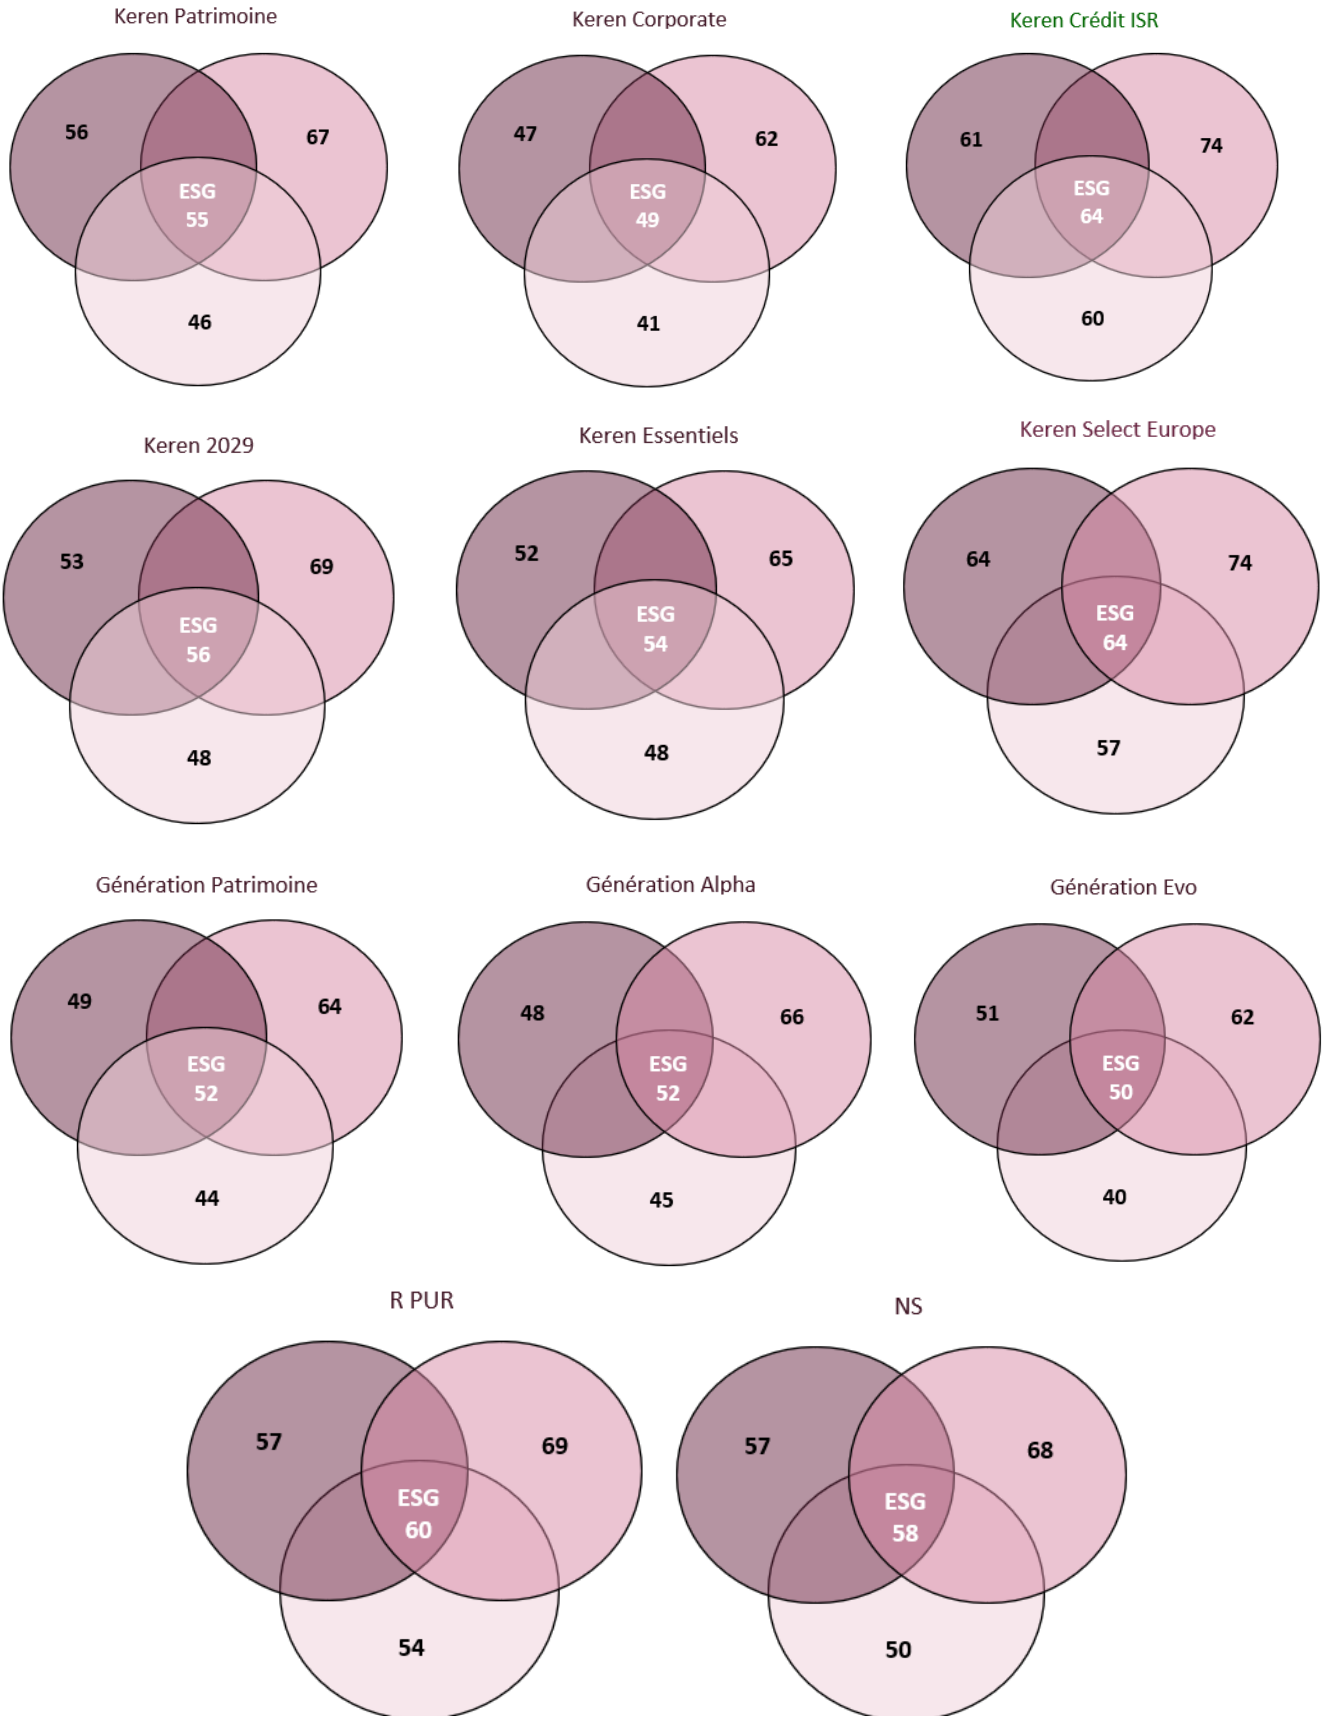 Keren Patrimoine
56
67
ESG
55
46
Keren Corporate
47
62
ESG
49
41
Keren Crédit ISR
61
74
ESG
64
60
Keren 2029
53
69
ESG
56
48
Keren Essentiels
52
65
ESG
54
48
Keren Select Europe
64
74
ESG
64
57
Génération Patrimoine
49
64
ESG
52
44
Génération Alpha
48
66
ESG
52
45
Génération Evo
51
62
ESG
50
40
R PUR
57
69
ESG
60
54
NS
57
68
ESG
58
50